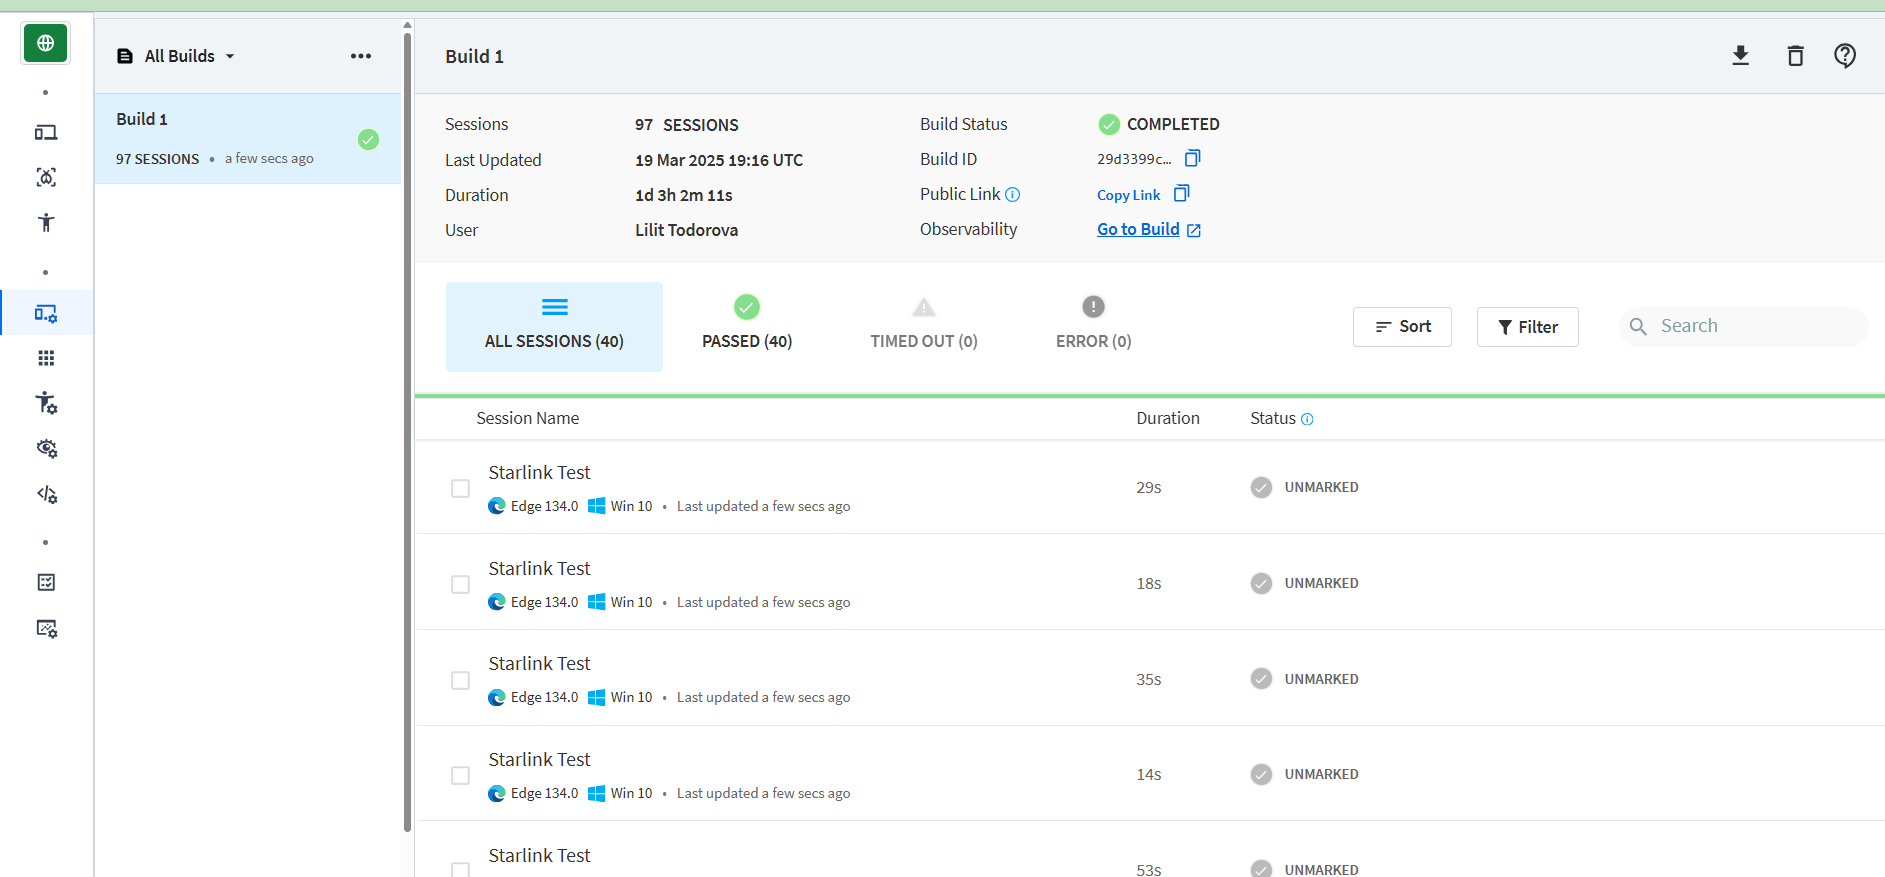 All Builds
Build 1
97 SESSIONS • a few secs ago
Build 1
Sessions 97 SESSIONS
Last Updated 19 Mar 2025 19:16 UTC
Duration 1d 3h 2m 11s
User Lilit Todorova
Build Status COMPLETED
Build ID 29d3399c...
Public Link Copy Link
Observability Go to Build
ALL SESSIONS (40)
PASSED (40)
TIMED OUT (0)
ERROR (0)
Sort
Filter
Search
Session Name Duration Status
Starlink Test
Edge 134.0 Win 10 • Last updated a few secs ago
29s UNMARKED
Starlink Test
Edge 134.0 Win 10 • Last updated a few secs ago
18s UNMARKED
Starlink Test
Edge 134.0 Win 10 • Last updated a few secs ago
35s UNMARKED
Starlink Test
Edge 134.0 Win 10 • Last updated a few secs ago
14s UNMARKED
Starlink Test
53s UNMARKED